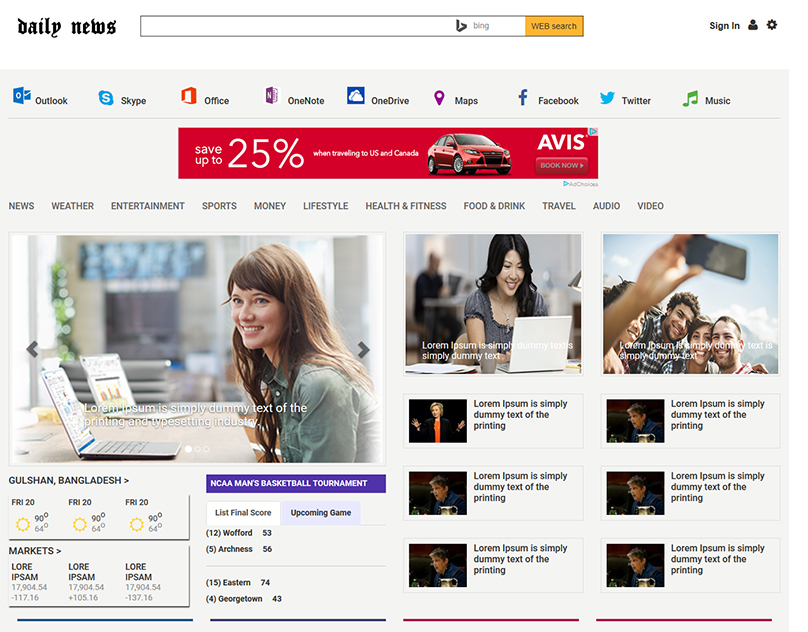 daily news
bing
WEB search
Sign In
Outlook
Skype
Office
OneNote
OneDrive
Maps
Facebook
Twitter
Music
save
up to 25%
when traveling to US and Canada
AVIS
BOOK NOW
AdChoices
NEWS WEATHER ENTERTAINMENT SPORTS MONEY LIFESTYLE HEALTH & FITNESS FOOD & DRINK TRAVEL AUDIO VIDEO
Lorem Ipsum is simply dummy text of the
printing and typesetting industry.
Lorem Ipsum is simply dummy text is
simply dummy text
Lorem Ipsum is simply dummy text is
simply dummy text
Lorem Ipsum is simply
dummy text of the
printing
Lorem Ipsum is simply
dummy text of the
printing
Lorem Ipsum is simply
dummy text of the
printing
Lorem Ipsum is simply
dummy text of the
printing
Lorem Ipsum is simply
dummy text of the
printing
Lorem Ipsum is simply
dummy text of the
printing
GULSHAN, BANGLADESH >
FRI 20 FRI 20 FRI 20
90° 90° 90°
64° 64° 64°
MARKETS >
LORE LORE LORE
IPSAM IPSAM IPSAM
17,904.54 17,904.54 17,904.54
-117.16 +105.16 -137.16
NCAA MAN'S BASKETBALL TOURNAMENT
List Final Score Upcoming Game
(12) Wofford 53
(5) Archness 56
(15) Eastern 74
(4) Georgetown 43